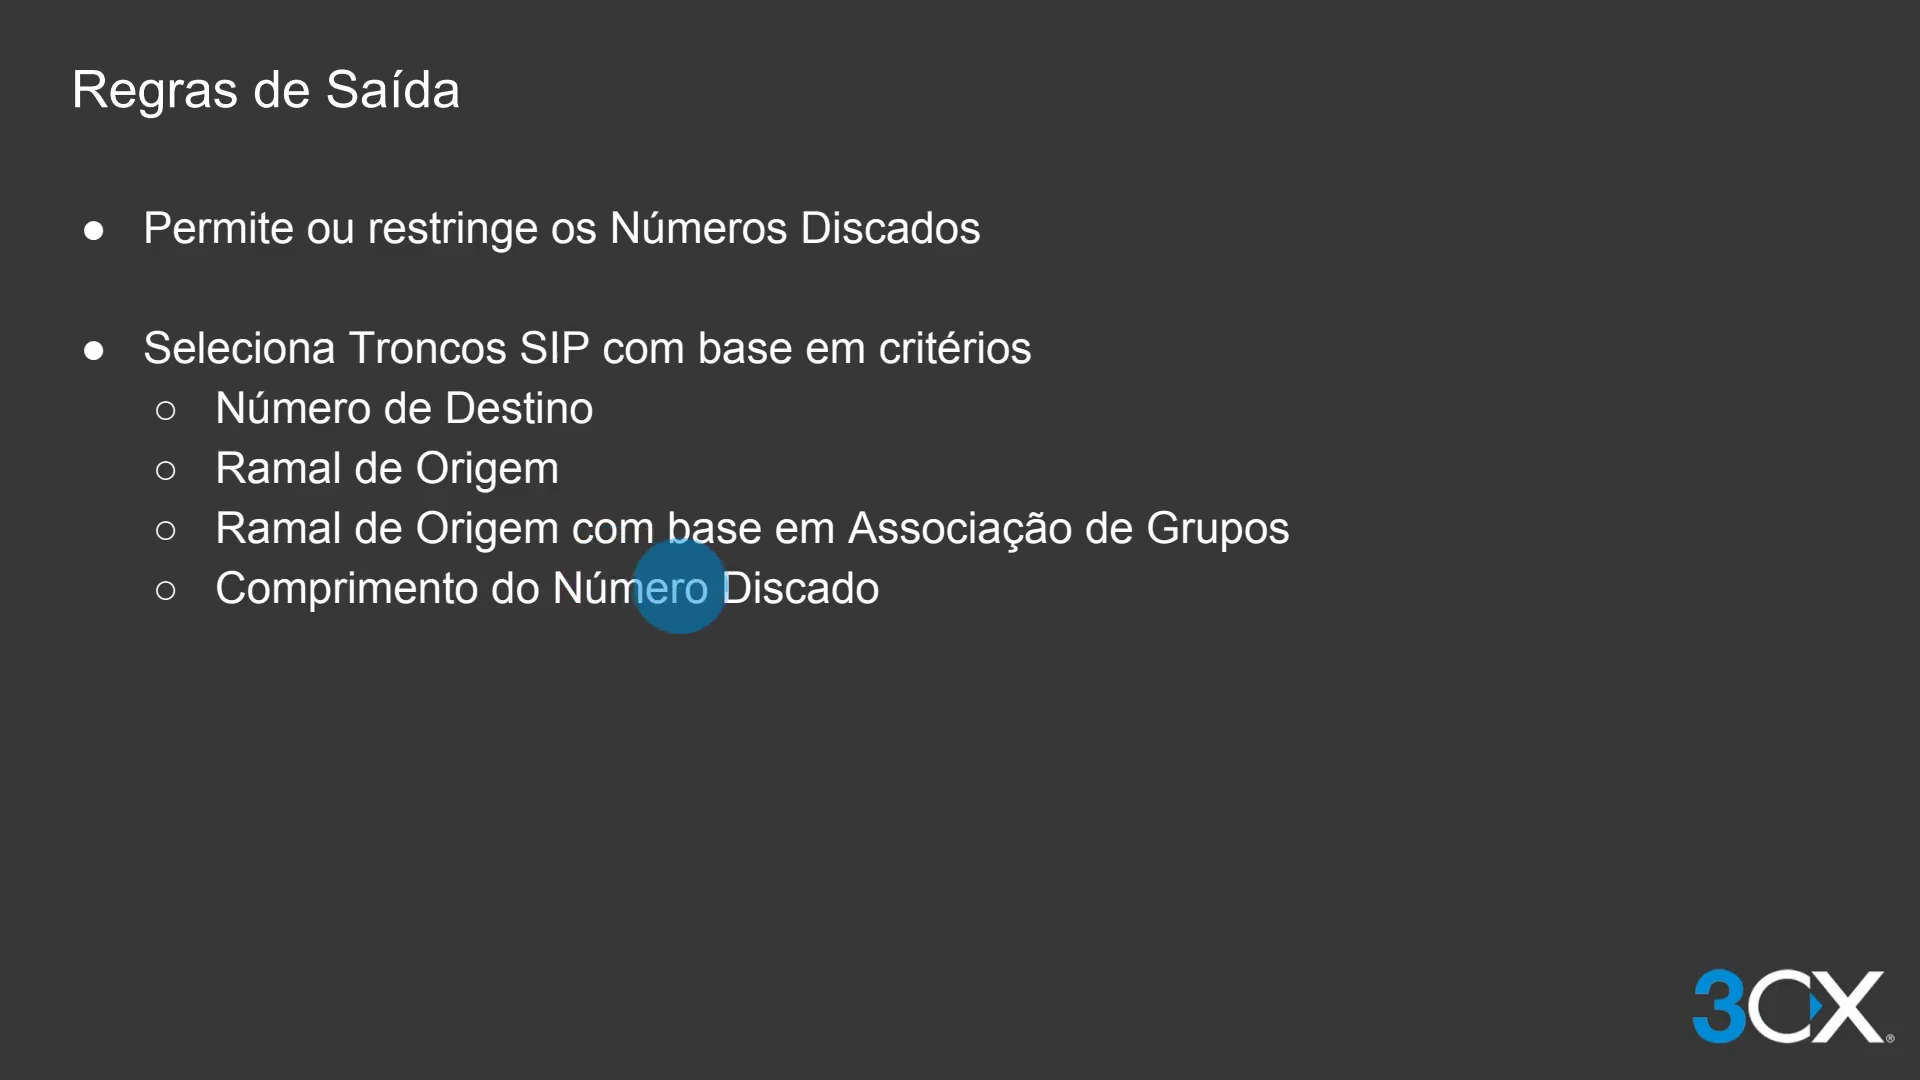 Regras de Saída
● Permite ou restringe os Números Discados
● Seleciona Troncos SIP com base em critérios
○ Número de Destino
○ Ramal de Origem
○ Ramal de Origem com base em Associação de Grupos
○ Comprimento do Número Discado
3CX®